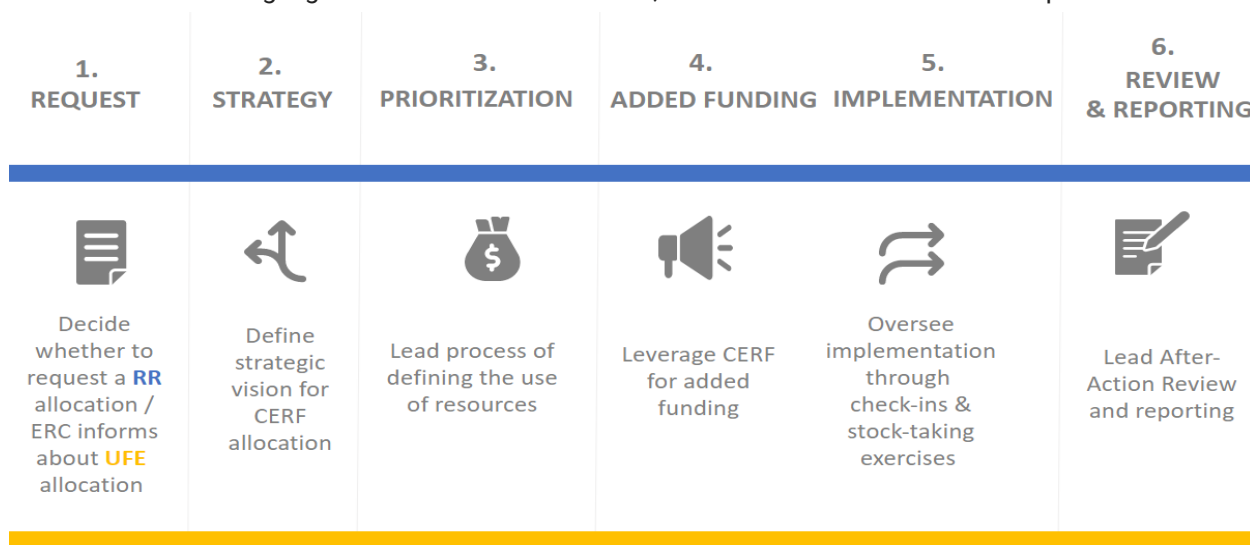 1.
REQUEST
2.
STRATEGY
3.
PRIORITIZATION
4.
ADDED FUNDING
5.
IMPLEMENTATION
6.
REVIEW
& REPORTING
$
Decide
whether to
request a RR
allocation /
ERC informs
about UFE
allocation
Define
strategic
vision for
CERF
allocation
Lead process of
defining the use
of resources
Leverage CERF
for added
funding
Oversee
implementation
through
check-ins &
stock-taking
exercises
Lead After-
Action Review
and reporting